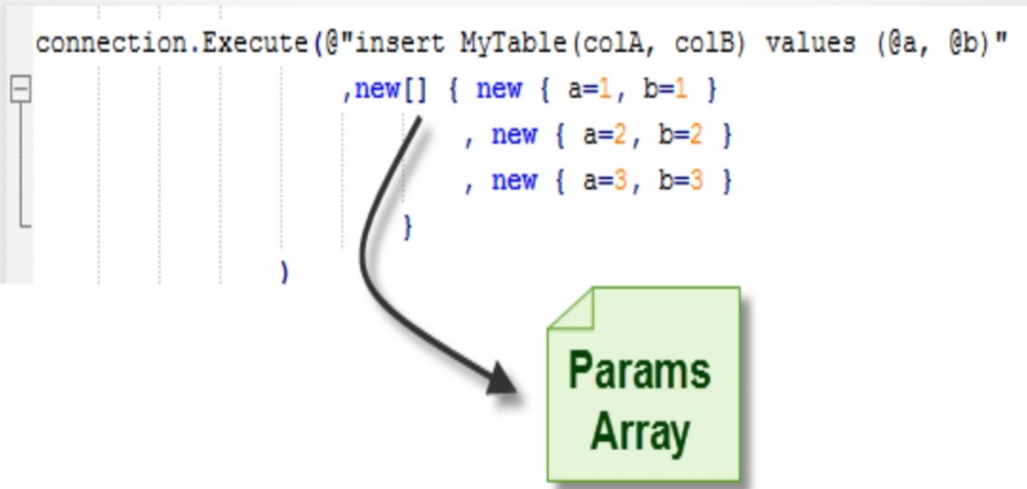 connection.Execute(@"insert MyTable(colA, colB) values (@a, @b)"
,new[] { new { a=1, b=1 }
, new { a=2, b=2 }
, new { a=3, b=3 }
}
)
Params
Array